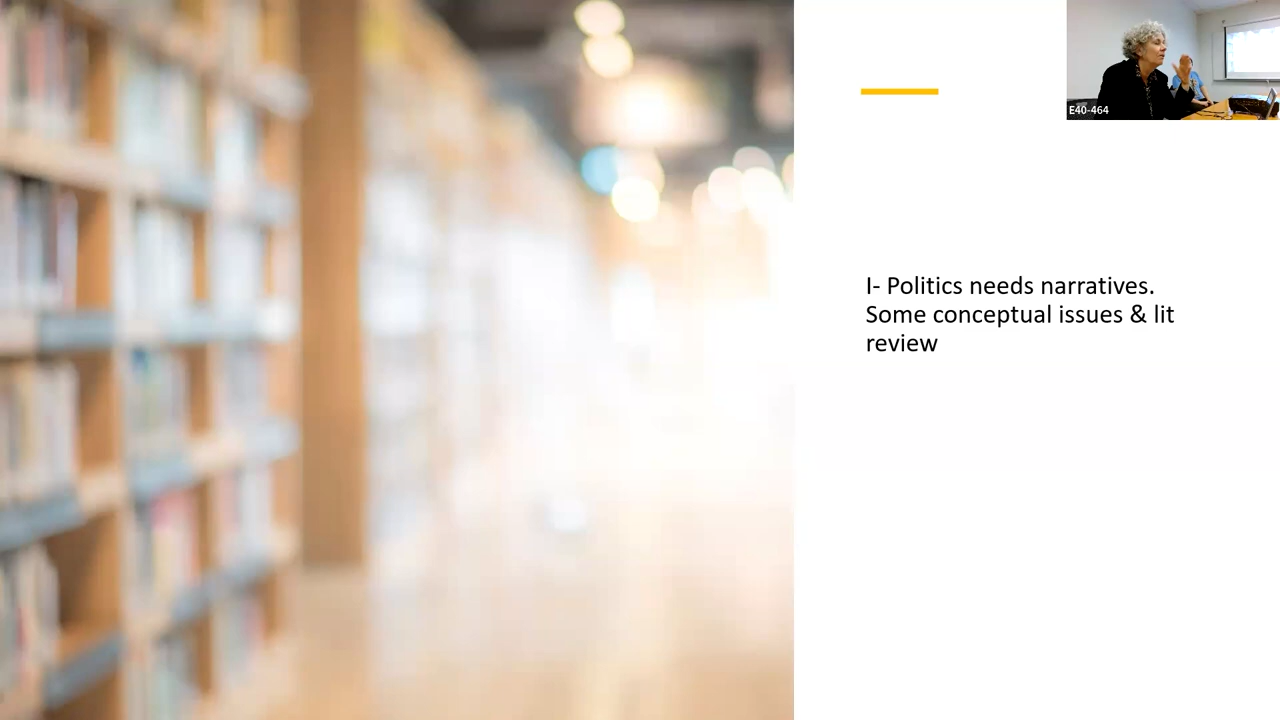 E40-464
I- Politics needs narratives.
Some conceptual issues & lit
review